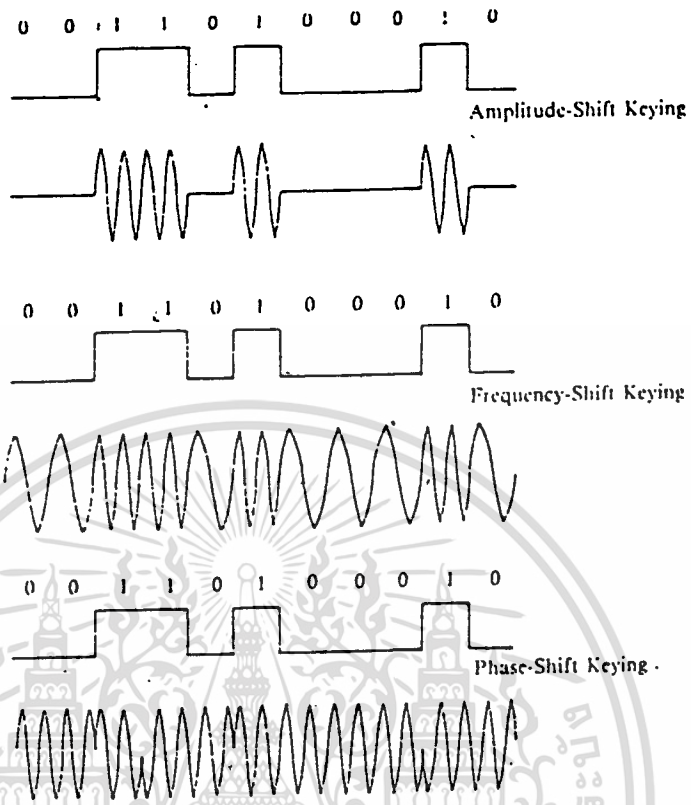 0 0 1 1 0 1 0 0 0 1 0
Amplitude-Shift Keying
0 0 1 1 0 1 0 0 0 1 0
Frequency-Shift Keying
0 0 1 1 0 1 0 0 0 1 0
Phase-Shift Keying